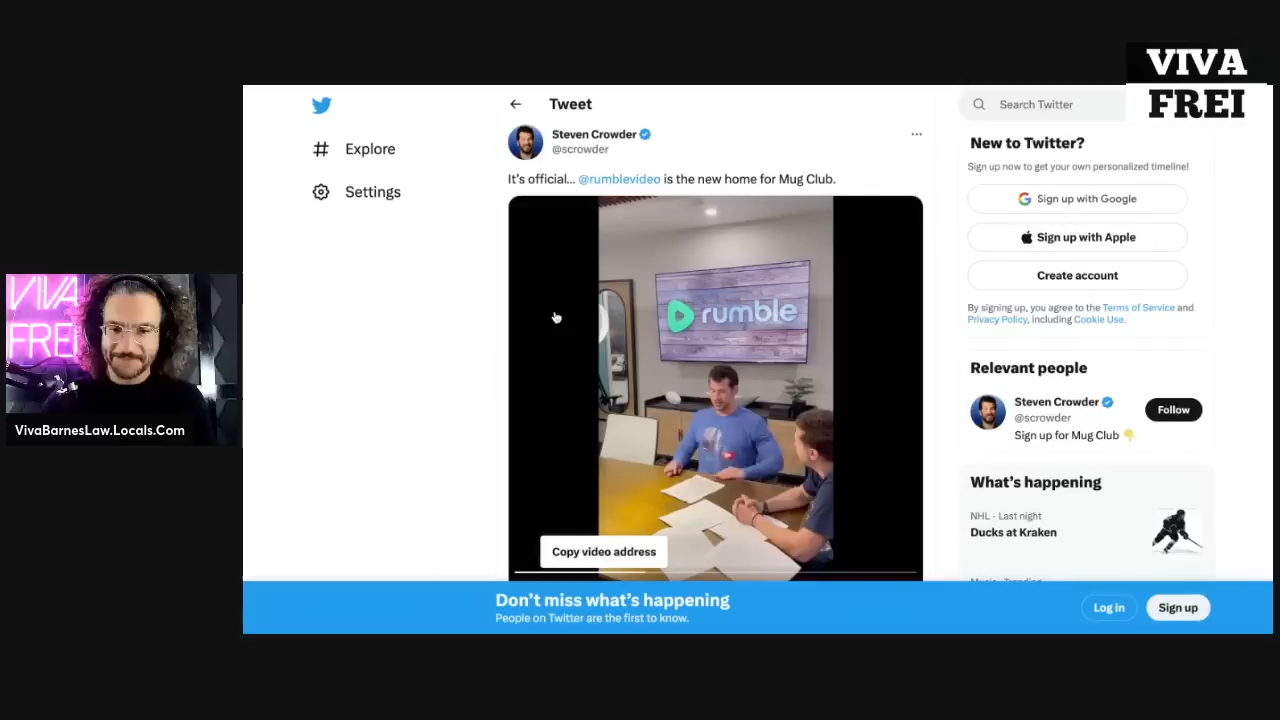 VIVA
FREI
Tweet
Search Twitter
Steven Crowder
@scrowder
Explore
Settings
It’s official... @rumblevideo is the new home for Mug Club.
rumble
Copy video address
New to Twitter?
Sign up now to get your own personalized timeline!
Sign up with Google
Sign up with Apple
Create account
By signing up, you agree to the Terms of Service and
Privacy Policy, including Cookie Use.
Relevant people
Steven Crowder
@scrowder
Follow
Sign up for Mug Club
What’s happening
NHL · Last night
Ducks at Kraken
VIVA
FREI
VivaBarnesLaw.Locals.Com
Don’t miss what’s happening
People on Twitter are the first to know.
Log in
Sign up